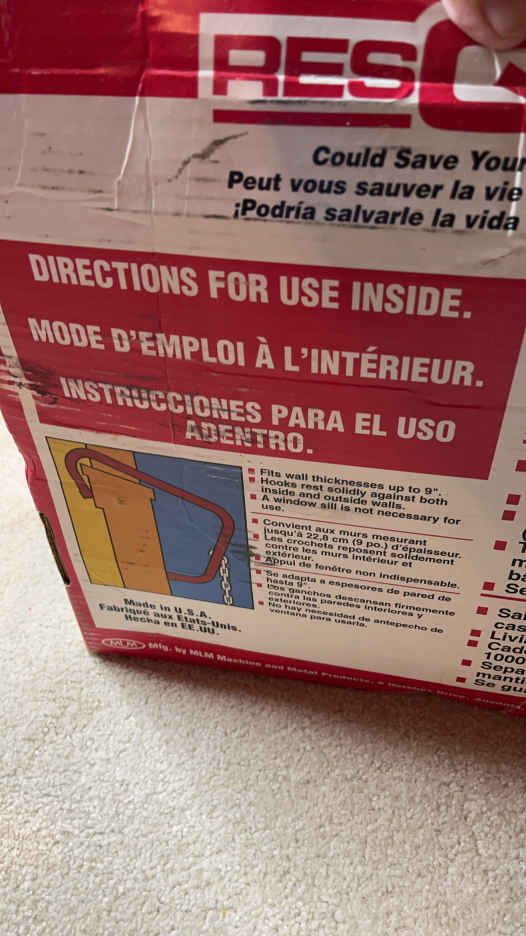 RESQ
Could Save Your
Peut vous sauver la vie
¡Podría salvarle la vida
DIRECTIONS FOR USE INSIDE.
MODE D'EMPLOI À L'INTÉRIEUR.
INSTRUCCIONES PARA EL USO
ADENTRO.
Fits wall thicknesses up to 9".
Hooks rest solidly against both
inside and outside walls.
A window sill is not necessary for
use.
Convient aux murs mesurant
jusqu'à 22,8 cm (9 po.) d'épaisseur.
Les crochets reposent solidement
contre les murs intérieur et
extérieur.
Appui de fenêtre non indispensable.
Se adapta a espesores de pared de
hasta 9".
Los ganchos descansan firmemente
contra las paredes interiores y
exteriores.
No hay necesidad de antepecho de
ventana para usarla.
Made in U.S.A.
Fabriqué aux Etats-Unis.
Hecha en EE.UU.
MLM Mfg. by MLM Machine and Metal Products,
1000